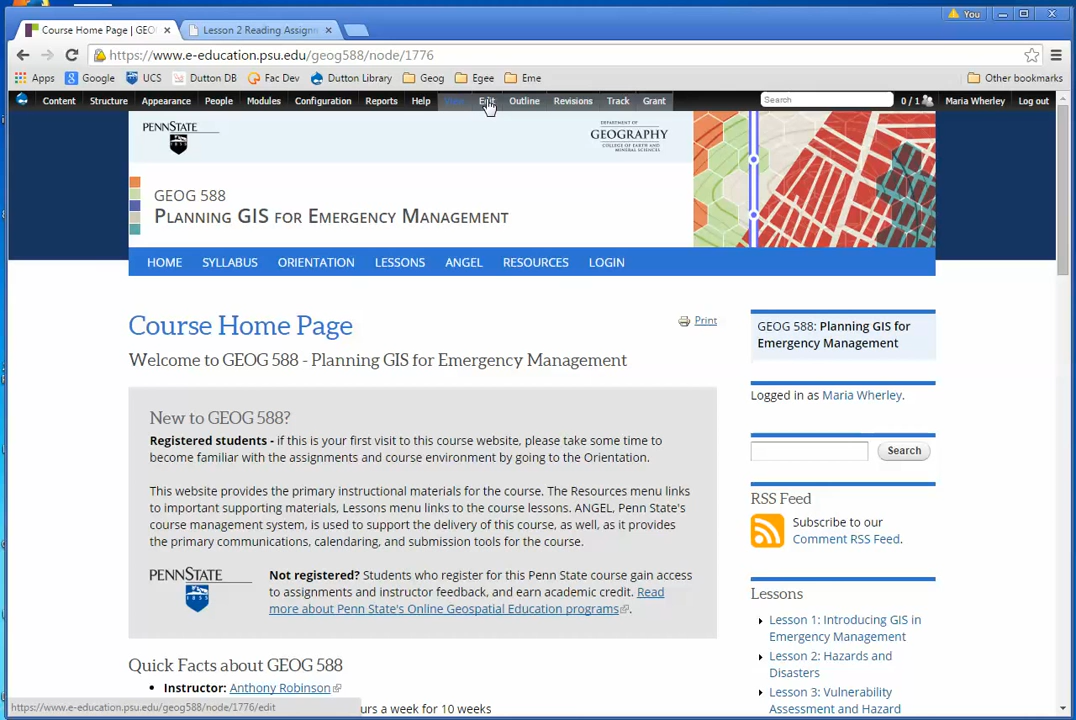 You
Course Home Page | GEO
Lesson 2 Reading Assignm
https://www.e-education.psu.edu/geog588/node/1776
Apps Google UCS Dutton DB Fac Dev Dutton Library Geog Egee Eme Other bookmarks
Content Structure Appearance People Modules Configuration Reports Help View Edit Outline Revisions Track Grant Search 0 / 1 Maria Wherley Log out
PENNSTATE
1855
DEPARTMENT OF
GEOGRAPHY
COLLEGE OF EARTH AND
MINERAL SCIENCES
GEOG 588
PLANNING GIS FOR EMERGENCY MANAGEMENT
HOME SYLLABUS ORIENTATION LESSONS ANGEL RESOURCES LOGIN
Course Home Page
Print
Welcome to GEOG 588 - Planning GIS for Emergency Management
New to GEOG 588?
Registered students - if this is your first visit to this course website, please take some time to
become familiar with the assignments and course environment by going to the Orientation.
This website provides the primary instructional materials for the course. The Resources menu links
to important supporting materials, Lessons menu links to the course lessons. ANGEL, Penn State's
course management system, is used to support the delivery of this course, as well, as it provides
the primary communications, calendaring, and submission tools for the course.
PENNSTATE
1855
Not registered? Students who register for this Penn State course gain access
to assignments and instructor feedback, and earn academic credit. Read
more about Penn State's Online Geospatial Education programs.
Quick Facts about GEOG 588
• Instructor: Anthony Robinson
urs a week for 10 weeks
GEOG 588: Planning GIS for
Emergency Management
Logged in as Maria Wherley.
Search
RSS Feed
Subscribe to our
Comment RSS Feed.
Lessons
Lesson 1: Introducing GIS in
Emergency Management
Lesson 2: Hazards and
Disasters
Lesson 3: Vulnerability
Assessment and Hazard
https://www.e-education.psu.edu/geog588/node/1776/edit